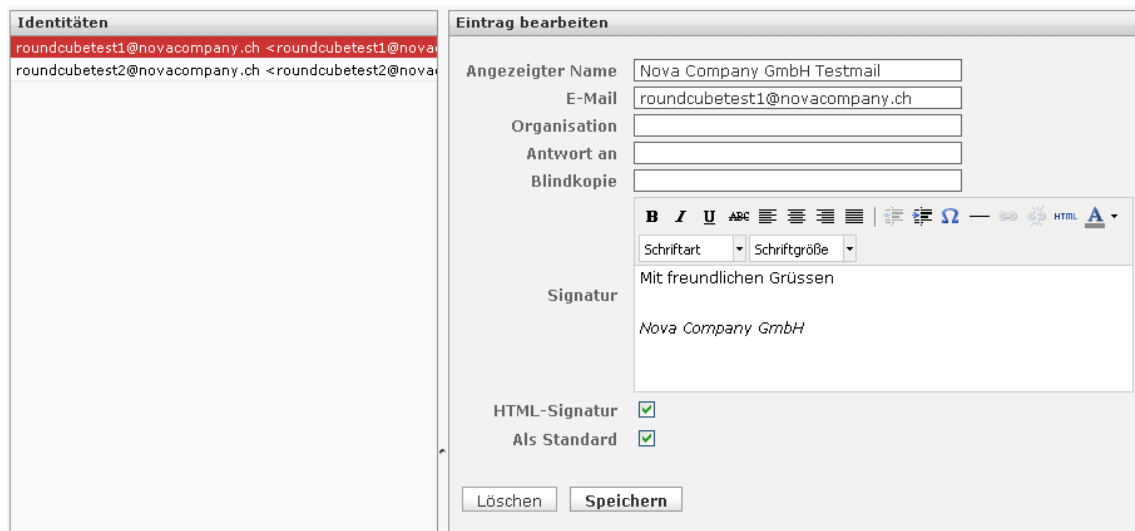 Identitäten
roundcubetest1@novacompany.ch <roundcubetest1@nova
roundcubetest2@novacompany.ch <roundcubetest2@nova
Eintrag bearbeiten
Angezeigter Name Nova Company GmbH Testmail
E-Mail roundcubetest1@novacompany.ch
Organisation
Antwort an
Blindkopie
B I U ABC Ω HTML A
Schriftart Schriftgröße
Signatur
Mit freundlichen Grüssen
Nova Company GmbH
HTML-Signatur
Als Standard
Löschen Speichern